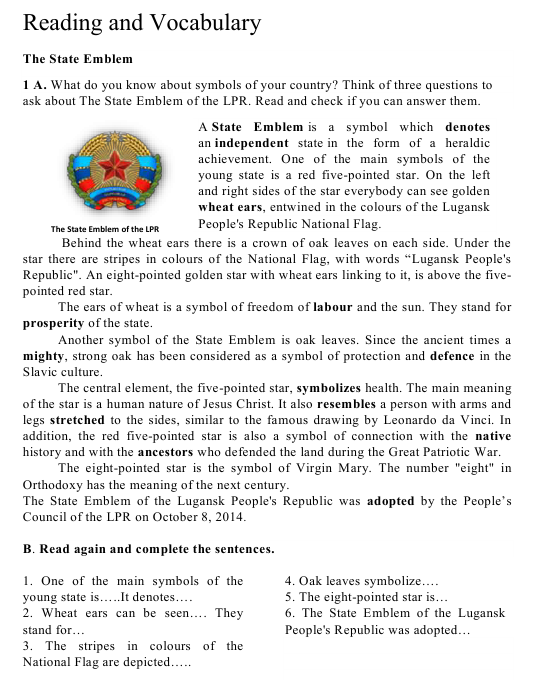 Reading and Vocabulary
The State Emblem
1 A. What do you know about symbols of your country? Think of three questions to
ask about The State Emblem of the LPR. Read and check if you can answer them.
A State Emblem is a symbol which denotes
an independent state in the form of a heraldic
achievement. One of the main symbols of the
young state is a red five-pointed star. On the left
and right sides of the star everybody can see golden
wheat ears, entwined in the colours of the Lugansk
People's Republic National Flag.
The State Emblem of the LPR
Behind the wheat ears there is a crown of oak leaves on each side. Under the
star there are stripes in colours of the National Flag, with words “Lugansk People's
Republic". An eight-pointed golden star with wheat ears linking to it, is above the five-
pointed red star.
The ears of wheat is a symbol of freedom of labour and the sun. They stand for
prosperity of the state.
Another symbol of the State Emblem is oak leaves. Since the ancient times a
mighty, strong oak has been considered as a symbol of protection and defence in the
Slavic culture.
The central element, the five-pointed star, symbolizes health. The main meaning
of the star is a human nature of Jesus Christ. It also resembles a person with arms and
legs stretched to the sides, similar to the famous drawing by Leonardo da Vinci. In
addition, the red five-pointed star is also a symbol of connection with the native
history and with the ancestors who defended the land during the Great Patriotic War.
The eight-pointed star is the symbol of Virgin Mary. The number "eight" in
Orthodoxy has the meaning of the next century.
The State Emblem of the Lugansk People's Republic was adopted by the People’s
Council of the LPR on October 8, 2014.
B. Read again and complete the sentences.
1. One of the main symbols of the
young state is…..It denotes….
2. Wheat ears can be seen…. They
stand for…
3. The stripes in colours of the
National Flag are depicted…..
4. Oak leaves symbolize….
5. The eight-pointed star is…
6. The State Emblem of the Lugansk
People's Republic was adopted…